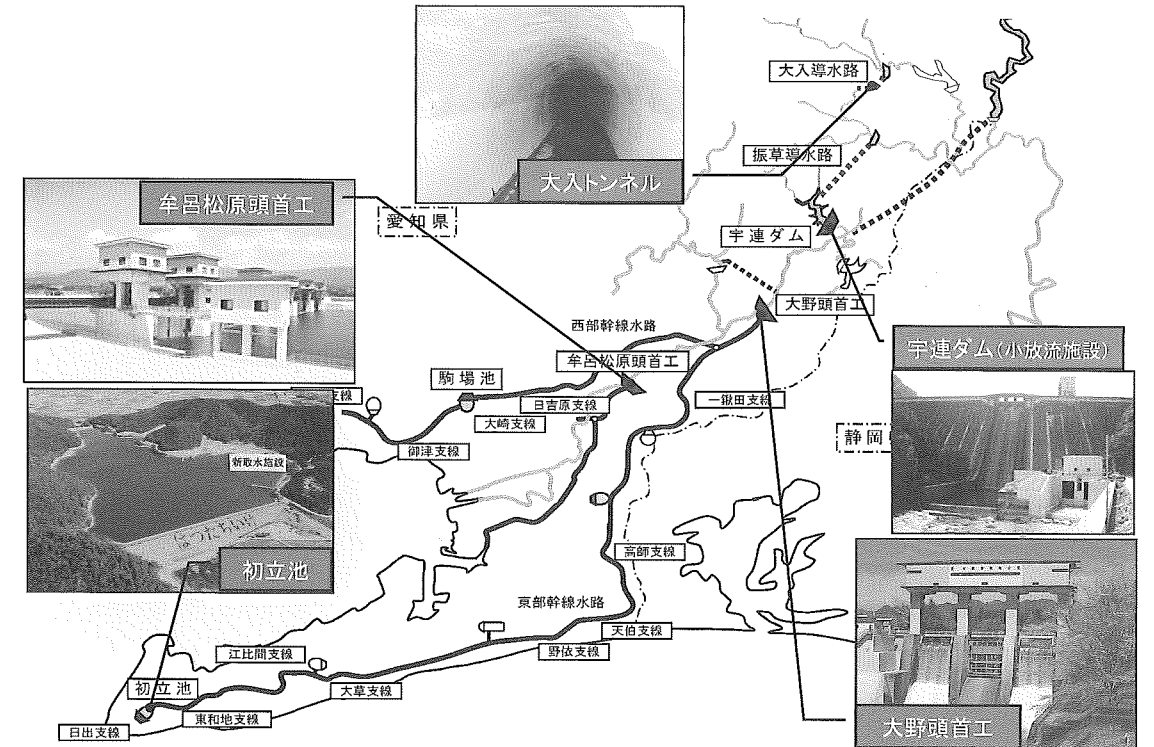 大入導水路
大入トンネル
振草導水路
牟呂松原頭首工
愛知県
宇連ダム
大野頭首工
西部幹線水路
宇連ダム(小放流施設)
牟呂松原頭首工
駒場池
支線
日吉原支線
一鍬田支線
大崎支線
静岡
御津支線
新取水施設
はつたちいけ
初立池
高師支線
東部幹線水路
天伯支線
野依支線
江比間支線
初立池
大草支線
東和地支線
日出支線
大野頭首工